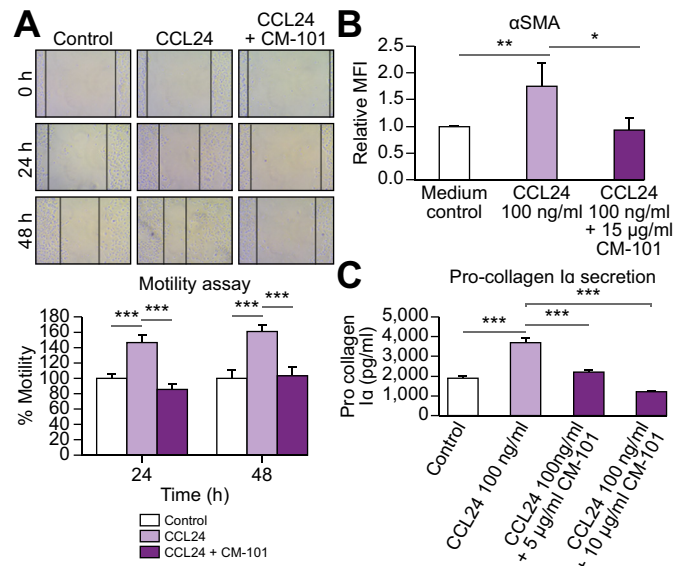 A
Control
CCL24
CCL24
+ CM-101
0 h
24 h
48 h
Motility assay
***
***
***
***
180
160
140
120
100
80
60
40
20
0
% Motility
24
48
Time (h)
Control
CCL24
CCL24 + CM-101
B
αSMA
**
*
2.5
2.0
1.5
1.0
0.5
0.0
Relative MFI
Medium
control
CCL24
100 ng/ml
CCL24
100 ng/ml
+ 15 µg/ml
CM-101
C
Pro-collagen Iα secretion
***
***
***
5,000
4,000
3,000
2,000
1,000
0
Pro collagen
Iα (pg/ml)
Control
CCL24 100 ng/ml
CCL24 100ng/ml
+ 5 µg/ml CM-101
CCL24 100 ng/ml
+ 10 µg/ml CM-101